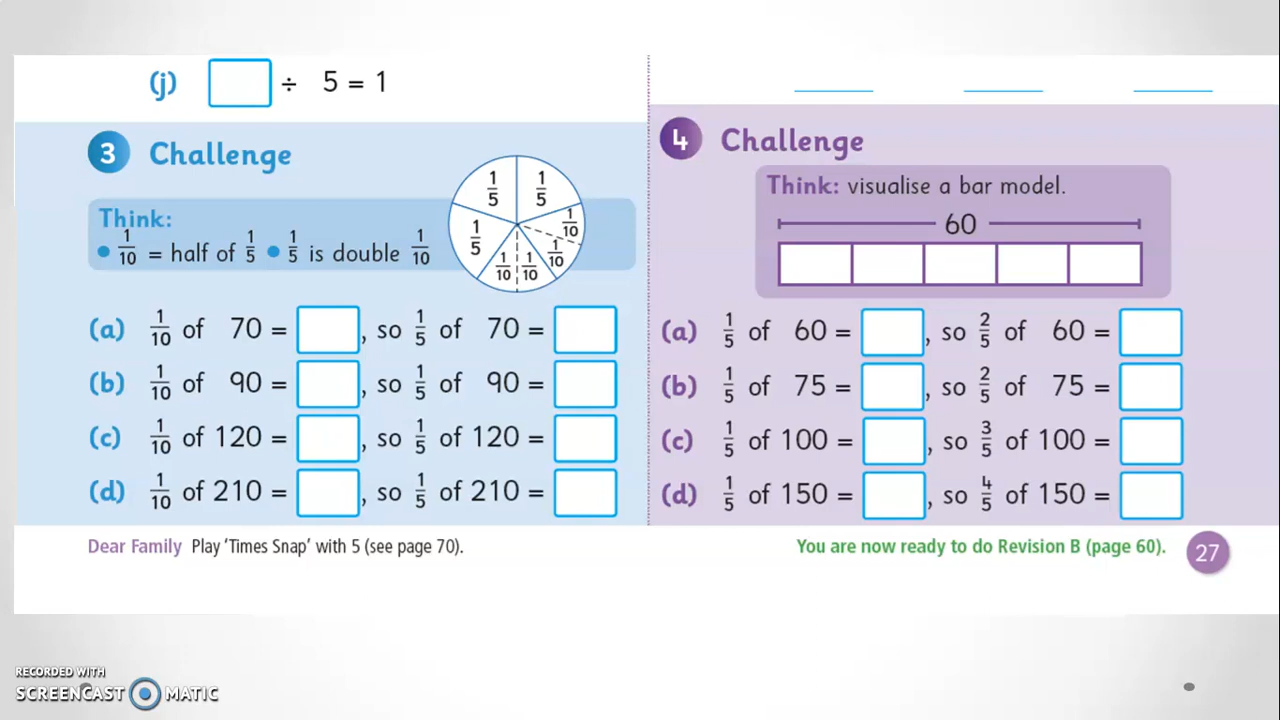 (j) ÷ 5 = 1
3 Challenge
Think:
• 1/10 = half of 1/5 • 1/5 is double 1/10
1/5 1/5
1/5 1/10
1/10
1/10 1/10
(a) 1/10 of 70 = , so 1/5 of 70 =
(b) 1/10 of 90 = , so 1/5 of 90 =
(c) 1/10 of 120 = , so 1/5 of 120 =
(d) 1/10 of 210 = , so 1/5 of 210 =
Dear Family Play ‘Times Snap’ with 5 (see page 70).
4 Challenge
Think: visualise a bar model.
60
(a) 1/5 of 60 = , so 2/5 of 60 =
(b) 1/5 of 75 = , so 2/5 of 75 =
(c) 1/5 of 100 = , so 3/5 of 100 =
(d) 1/5 of 150 = , so 4/5 of 150 =
You are now ready to do Revision B (page 60). 27
RECORDED WITH
SCREENCAST MATIC